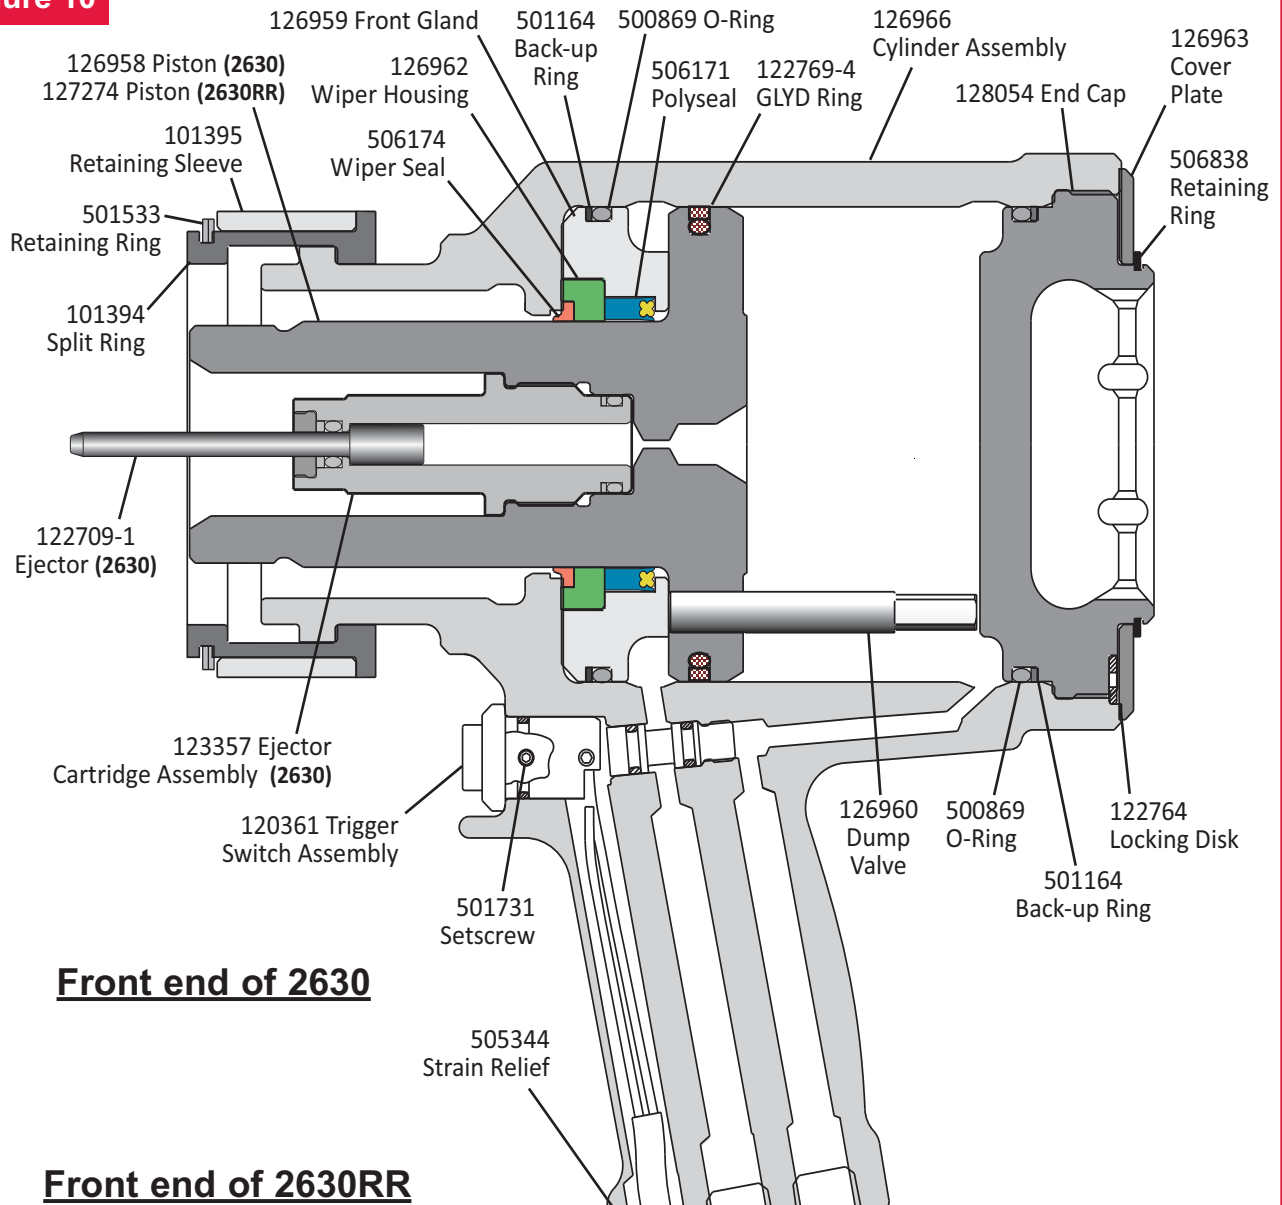 126959 Front Gland
501164
Back-up
Ring
500869 O-Ring
126966
Cylinder Assembly
126963
Cover
Plate
126958 Piston (2630)
127274 Piston (2630RR)
126962
Wiper Housing
506171
Polyseal
122769-4
GLYD Ring
128054 End Cap
101395
Retaining Sleeve
506174
Wiper Seal
506838
Retaining
Ring
501533
Retaining Ring
101394
Split Ring
122709-1
Ejector (2630)
123357 Ejector
Cartridge Assembly (2630)
120361 Trigger
Switch Assembly
126960
Dump
Valve
500869
O-Ring
122764
Locking Disk
501164
Back-up Ring
501731
Setscrew
Front end of 2630
505344
Strain Relief
Front end of 2630RR